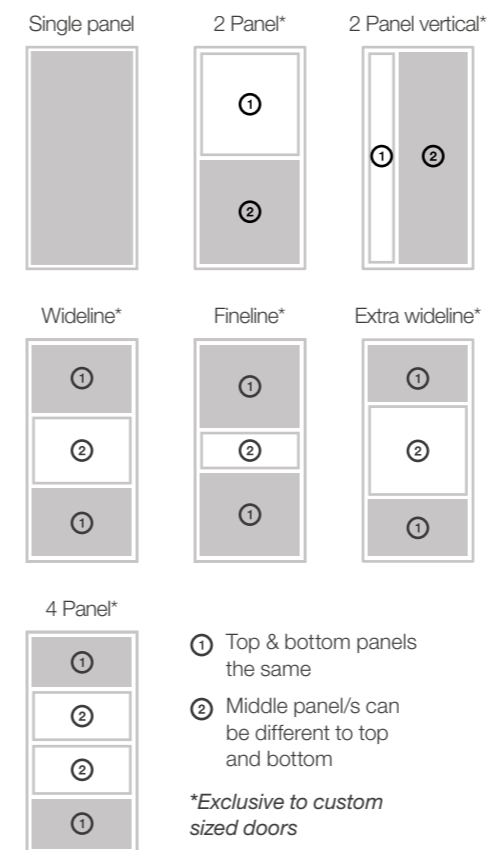 Single panel
2 Panel*
2 Panel vertical*
1
2
1
2
Wideline*
Fineline*
Extra wideline*
1
2
1
1
2
1
1
2
1
4 Panel*
1
2
2
1
1 Top & bottom panels
the same
2 Middle panel/s can
be different to top
and bottom
*Exclusive to custom
sized doors